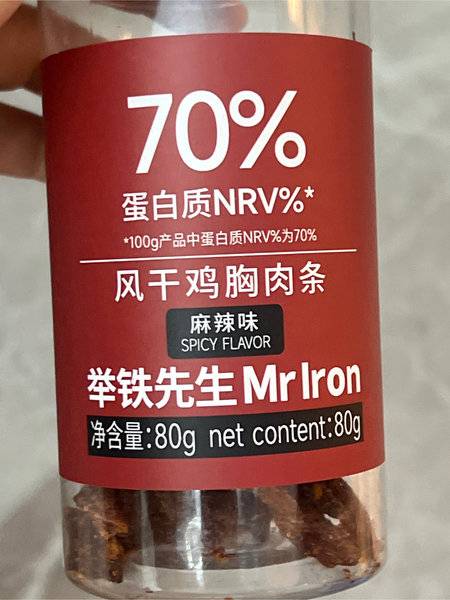 70%
蛋白质NRV%*
*100g产品中蛋白质NRV%为70%
风干鸡胸肉条
麻辣味
SPICY FLAVOR
举铁先生Mr Iron
净含量:80g net content:80g